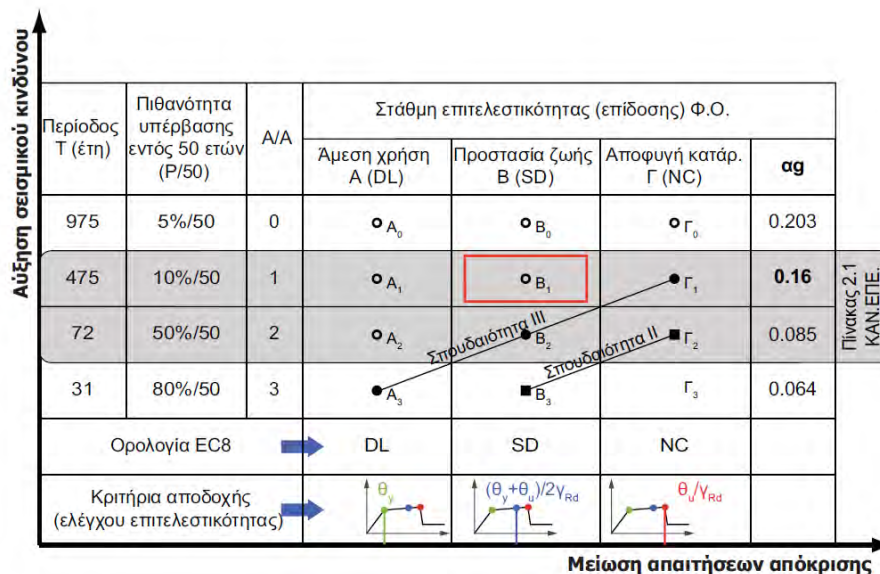 Αύξηση σεισμικού κινδύνου
Περίοδος
T (έτη)
Πιθανότητα
υπέρβασης
εντός 50 ετών
(P/50)
Α/Α
Στάθμη επιτελεστικότητας (επίδοσης) Φ.Ο.
Άμεση χρήση
A (DL)
Προστασία ζωής
B (SD)
Αποφυγή κατάρ.
Γ (NC)
αg
975
5%/50
0
A₀
B₀
Γ₀
0.203
475
10%/50
1
A₁
B₁
Γ₁
0.16
72
50%/50
2
A₂
B₂
Γ₂
0.085
31
80%/50
3
A₃
B₃
Γ₃
0.064
Σπουδαιότητα III
Σπουδαιότητα II
Πίνακας 2.1
ΚΑΝ.ΕΠΕ.
Ορολογία EC8
DL
SD
NC
Κριτήρια αποδοχής
(ελέγχου επιτελεστικότητας)
θy
(θy+θu)/2γRd
θu/γRd
Μείωση απαιτήσεων απόκρισης